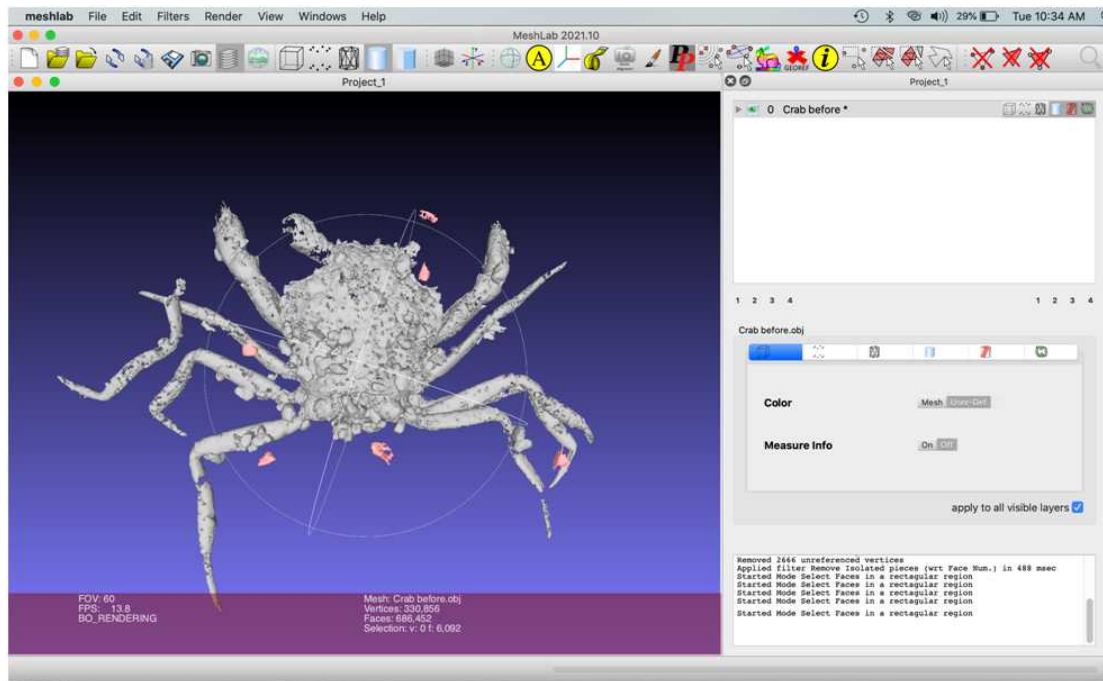 meshlab File Edit Filters Render View Windows Help 29% Tue 10:34 AM
MeshLab 2021.10
A Pp GEOREF i
Project_1 Project_1
0 Crab before *
1 2 3 4 1 2 3 4
Crab before.obj
Color Mesh User-Def
Measure Info On Off
apply to all visible layers
Removed 2666 unreferenced vertices
Applied filter Remove Isolated pieces (wrt Face Num.) in 488 msec
Started Mode Select Faces in a rectagular region
Started Mode Select Faces in a rectagular region
Started Mode Select Faces in a rectagular region
Started Mode Select Faces in a rectagular region
Started Mode Select Faces in a rectagular region
FOV: 60
FPS: 13.8
BO_RENDERING
Mesh: Crab before.obj
Vertices: 330,856
Faces: 686,452
Selection: v: 0 f: 6,092